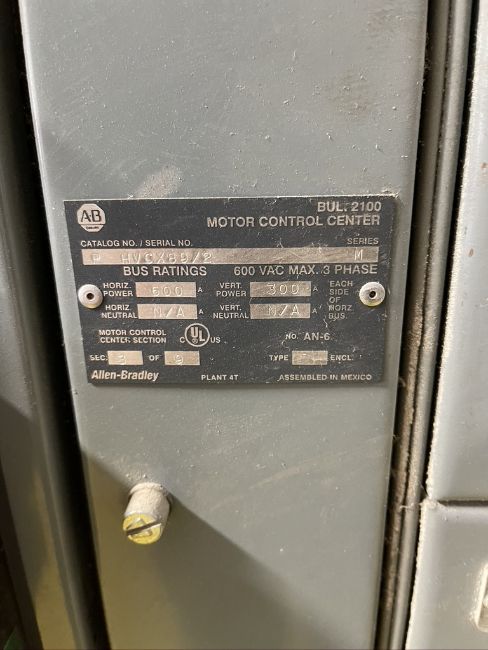 A-B
BUL. 2100
MOTOR CONTROL CENTER
CATALOG NO. / SERIAL NO. SERIES
HVCX89/2 M
BUS RATINGS 600 VAC MAX. 3 PHASE
HORIZ. POWER 600 A VERT. POWER 300 A EACH SIDE OF HORZ. BUS.
HORIZ. NEUTRAL N/A A VERT. NEUTRAL N/A A
MOTOR CONTROL CENTER SECTION C UL US NO. AN-6
SEC. 3 OF 9 TYPE ENCL.
Allen-Bradley PLANT 4T ASSEMBLED IN MEXICO